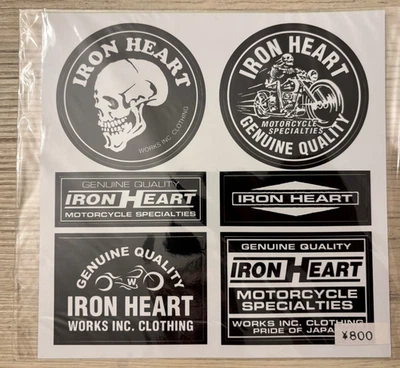 IRON HEART
WORKS INC. CLOTHING
IRON HEART
MOTORCYCLE
SPECIALTIES
GENUINE QUALITY
GENUINE QUALITY
IRON HEART
MOTORCYCLE SPECIALTIES
IRON HEART
GENUINE QUALITY
W
IRON HEART
WORKS INC. CLOTHING
GENUINE QUALITY
IRON HEART
MOTORCYCLE
SPECIALTIES
WORKS INC. CLOTHING
PRIDE OF JAPAN
¥800